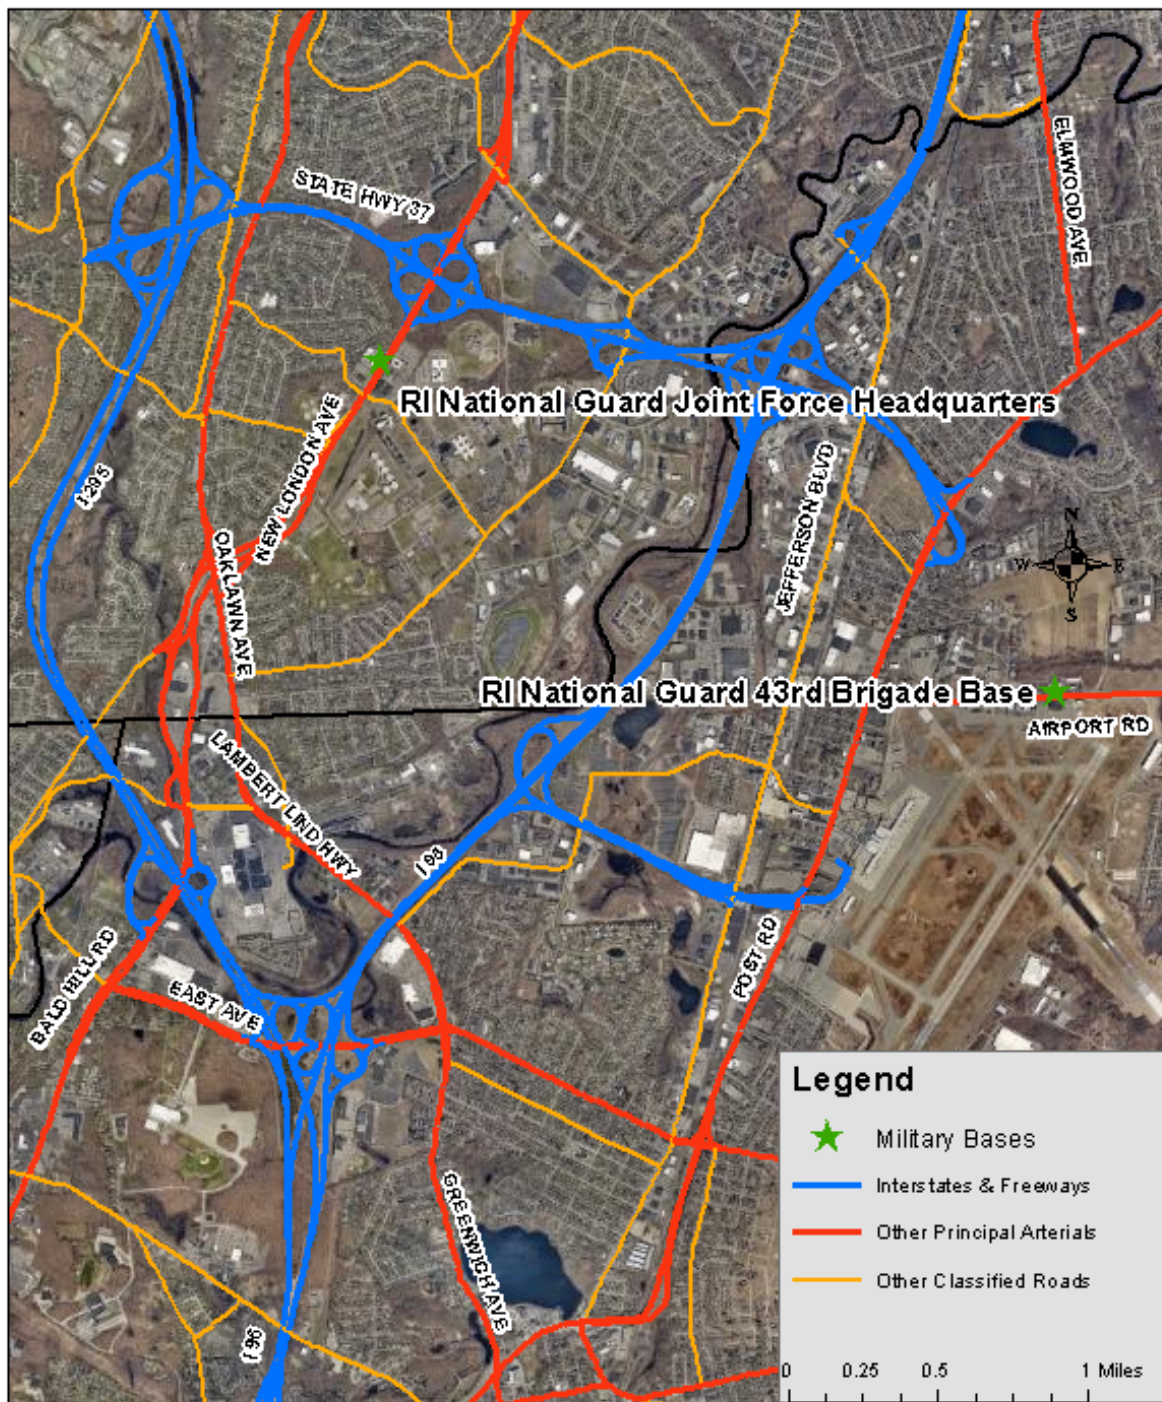 STATE HWY 37
ELMWOOD AVE
RI National Guard Joint Force Headquarters
NEW LONDON AVE
I 295
JEFFERSON BLVD
OAKLAWN AVE
N
W
E
S
RI National Guard 43rd Brigade Base
AIRPORT RD
LAMBERT LIND HWY
I 95
POST RD
BALD HILL RD
EAST AVE
GREENWICH AVE
I 95
Legend
Military Bases
Interstates & Freeways
Other Principal Arterials
Other Classified Roads
0 0.25 0.5 1 Miles